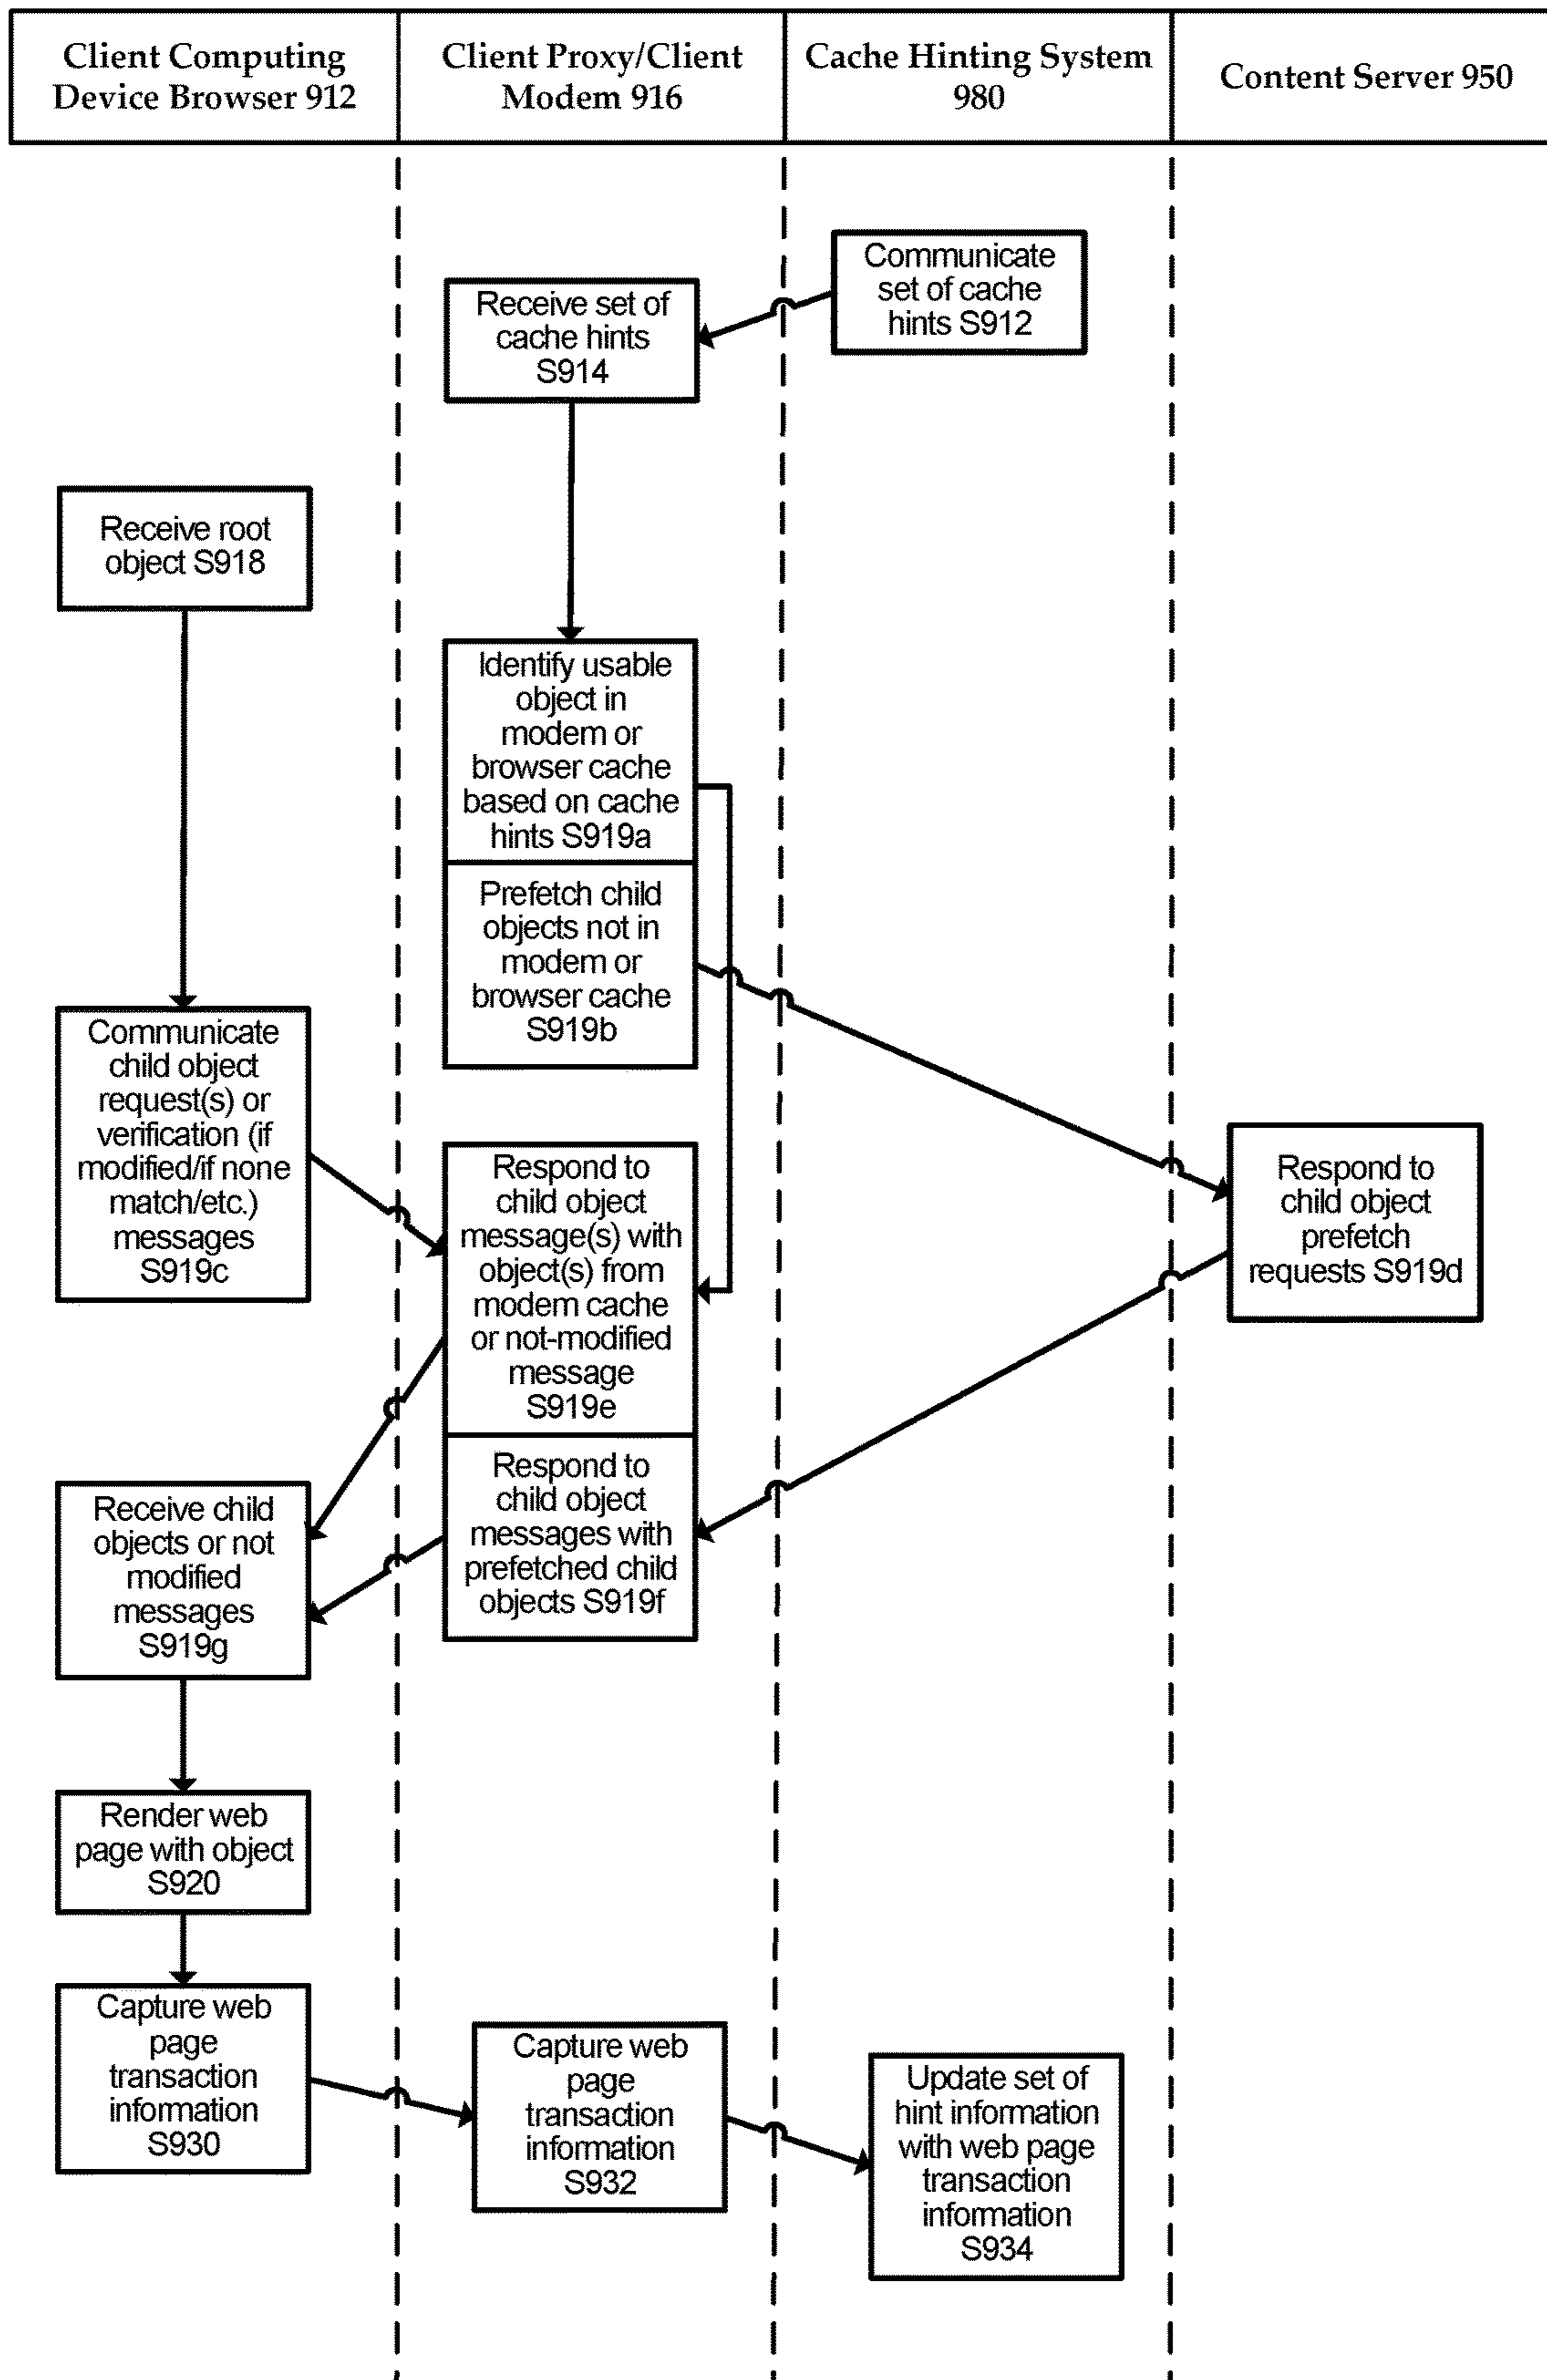 Client Computing
Device Browser 912
Client Proxy/Client
Modem 916
Cache Hinting System
980
Content Server 950
Communicate
set of cache
hints S912
Receive set of
cache hints
S914
Receive root
object S918
Identify usable
object in
modem or
browser cache
based on cache
hints S919a
Prefetch child
objects not in
modem or
browser cache
S919b
Communicate
child object
request(s) or
verification (if
modified/if none
match/etc.)
messages
S919c
Respond to
child object
prefetch
requests S919d
Respond to
child object
message(s) with
object(s) from
modem cache
or not-modified
message
S919e
Respond to
child object
messages with
prefetched child
objects S919f
Receive child
objects or not
modified
messages
S919g
Render web
page with object
S920
Capture web
page
transaction
information
S930
Capture web
page
transaction
information
S932
Update set of
hint information
with web page
transaction
information
S934